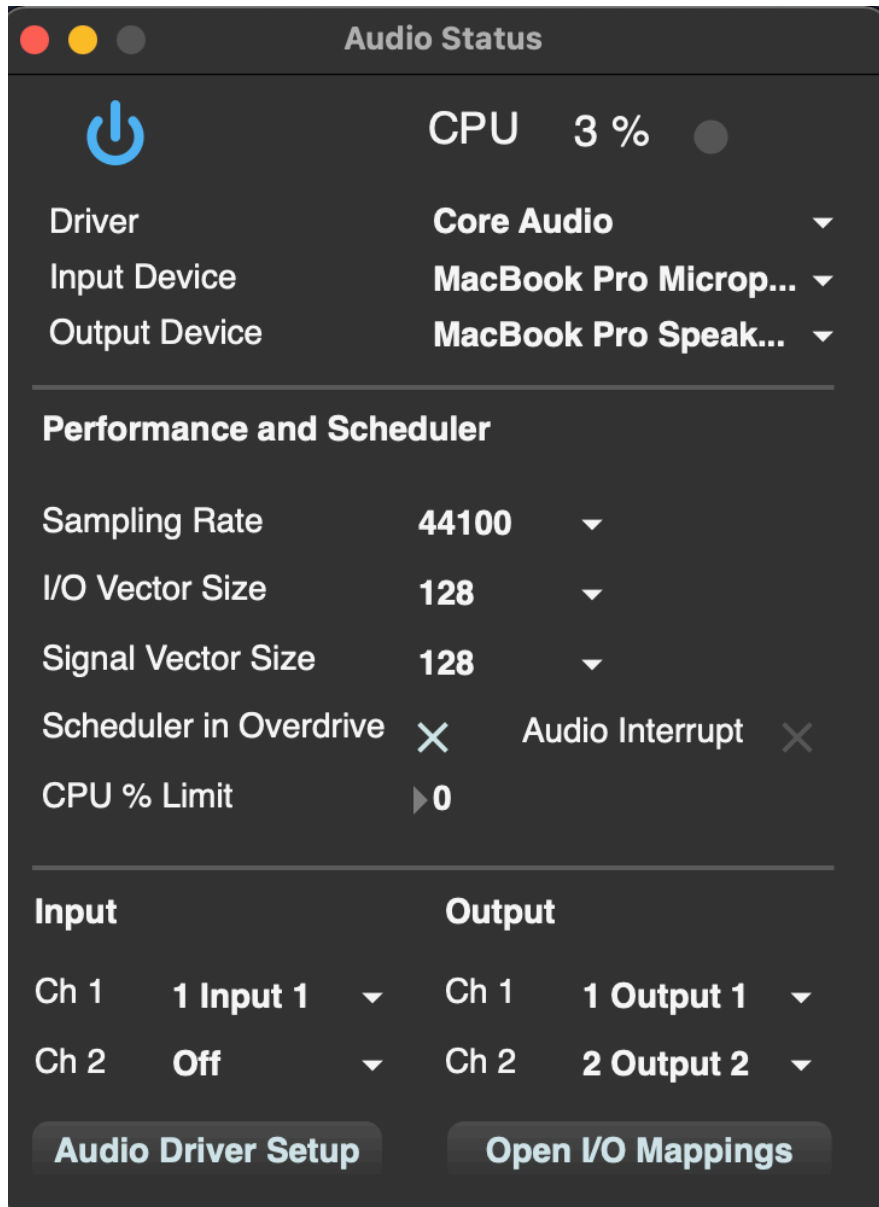 Audio Status
CPU 3 %
Driver Core Audio
Input Device MacBook Pro Microp...
Output Device MacBook Pro Speak...
Performance and Scheduler
Sampling Rate 44100
I/O Vector Size 128
Signal Vector Size 128
Scheduler in Overdrive Audio Interrupt
CPU % Limit 0
Input Output
Ch 1 1 Input 1 Ch 1 1 Output 1
Ch 2 Off Ch 2 2 Output 2
Audio Driver Setup Open I/O Mappings